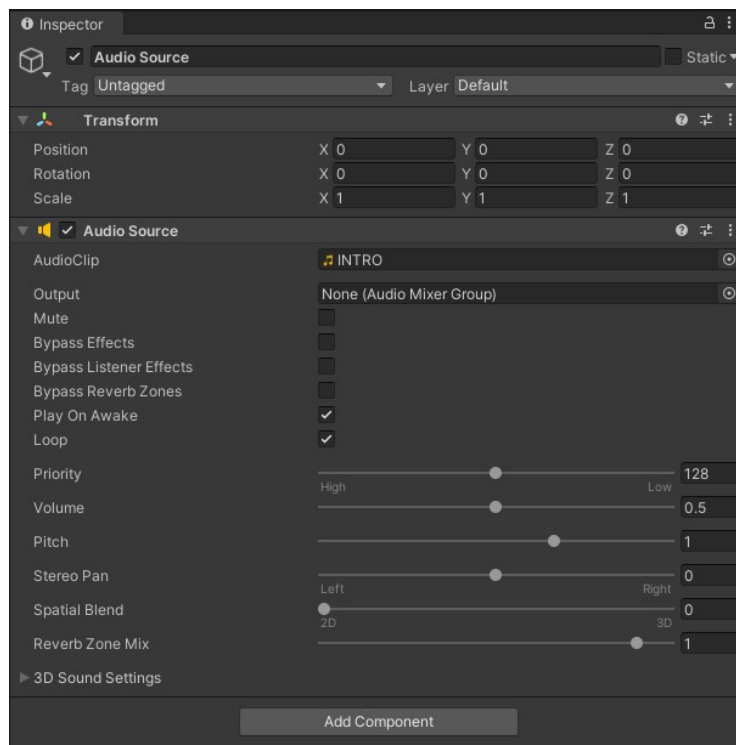 Inspector
Audio Source Static
Tag Untagged Layer Default
Transform
Position X 0 Y 0 Z 0
Rotation X 0 Y 0 Z 0
Scale X 1 Y 1 Z 1
Audio Source
AudioClip INTRO
Output None (Audio Mixer Group)
Mute
Bypass Effects
Bypass Listener Effects
Bypass Reverb Zones
Play On Awake
Loop
Priority 128
High Low
Volume 0.5
Pitch 1
Stereo Pan 0
Left Right
Spatial Blend 0
2D 3D
Reverb Zone Mix 1
3D Sound Settings
Add Component